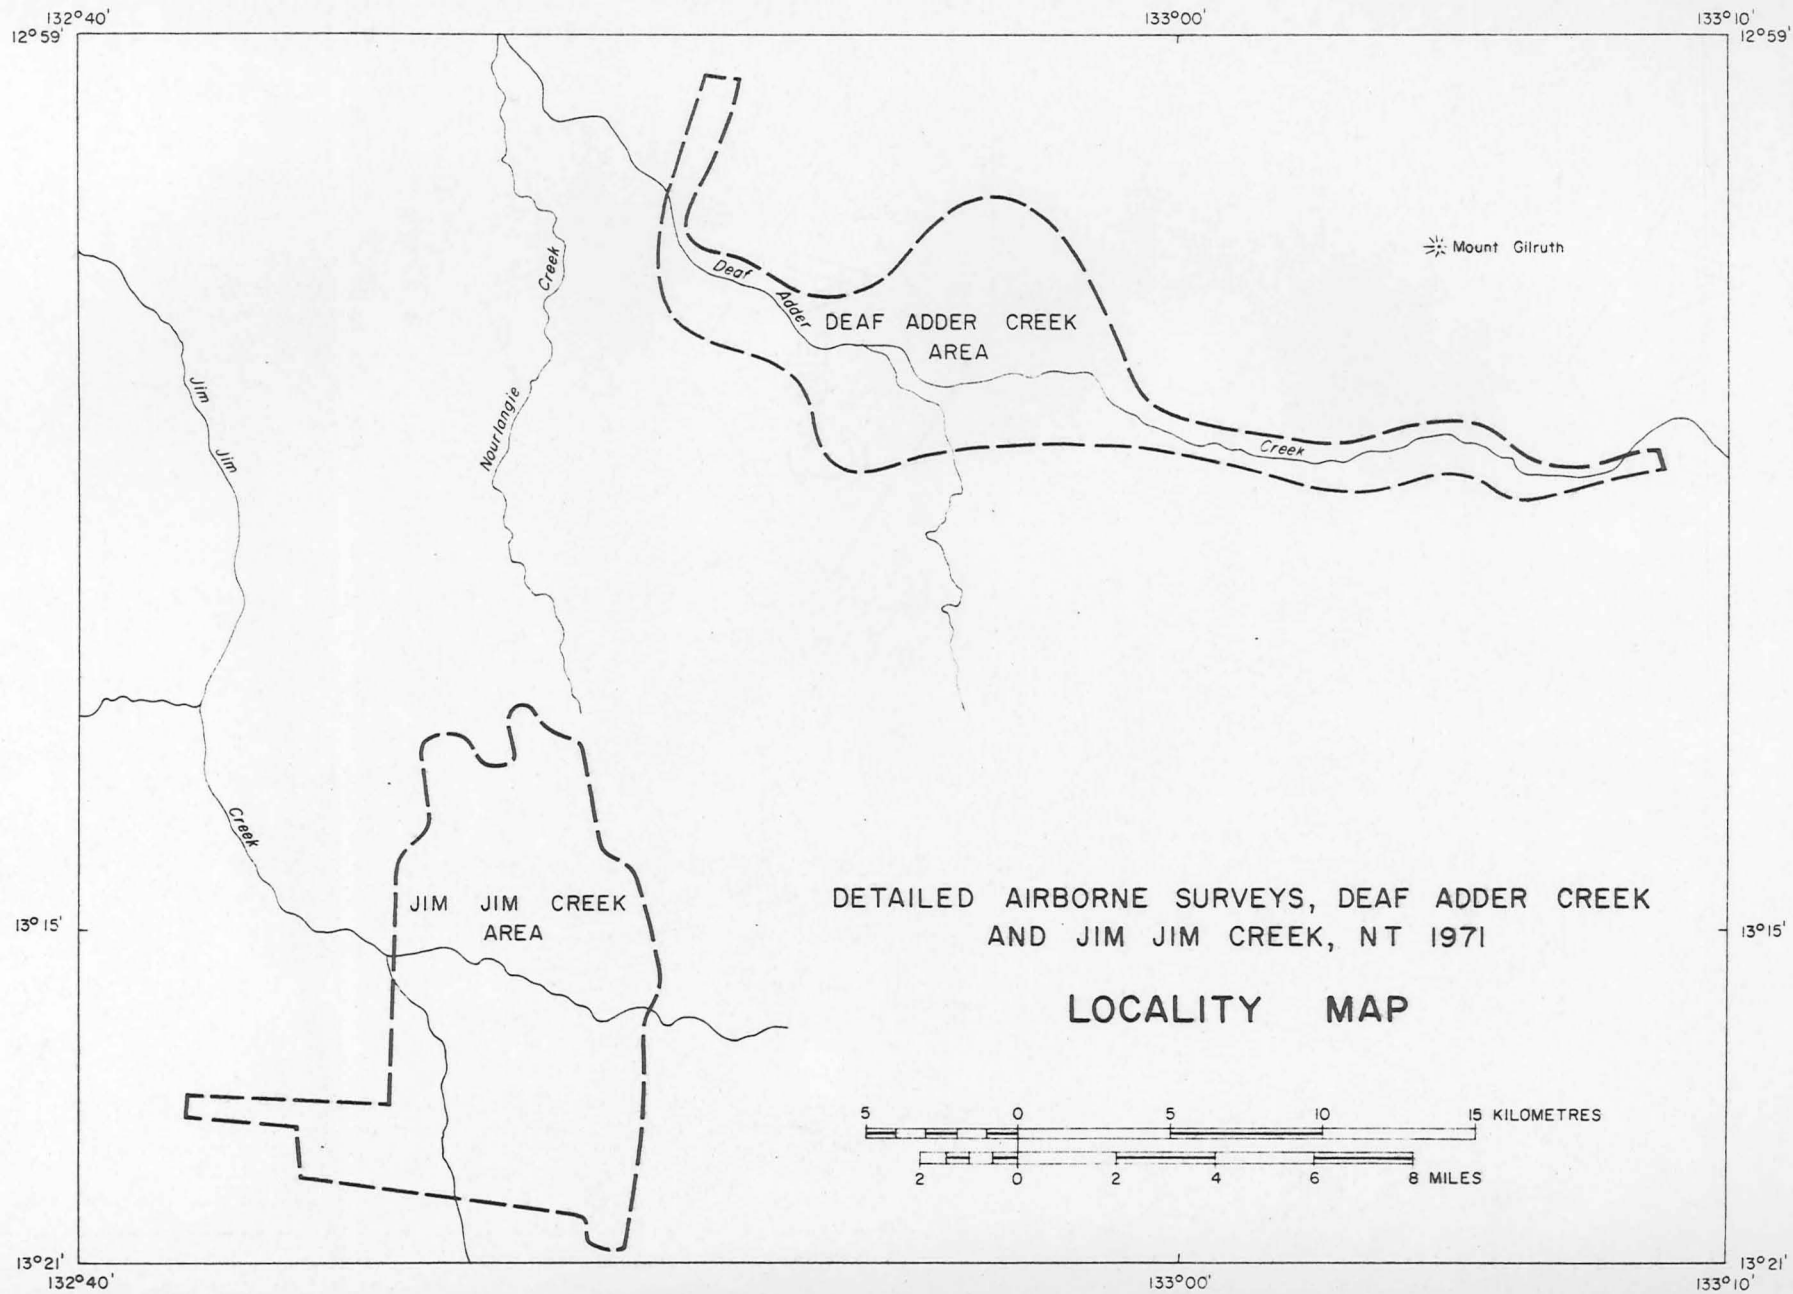 132°40'
133°00'
133°10'
12°59'
12°59'
Mount Gilruth
Creek
Deaf
Adder
DEAF ADDER CREEK
AREA
Jim
Nourlangie
Jim
Creek
Creek
JIM JIM CREEK
AREA
DETAILED AIRBORNE SURVEYS, DEAF ADDER CREEK
AND JIM JIM CREEK, NT 1971
13°15'
13°15'
LOCALITY MAP
5 0 5 10 15 KILOMETRES
2 0 2 4 6 8 MILES
13°21'
13°21'
132°40'
133°00'
133°10'